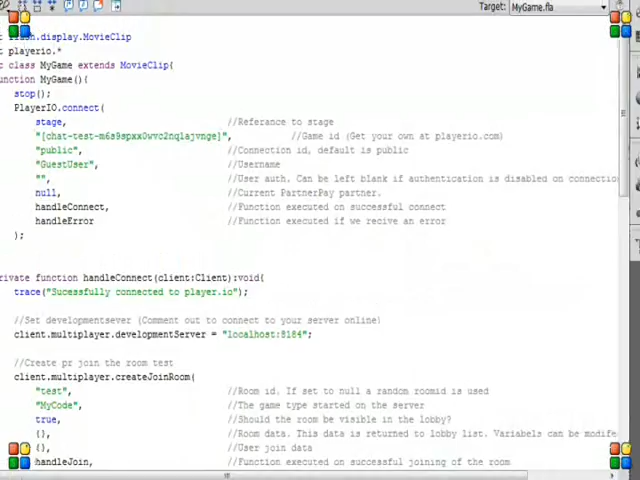 Target: MyGame.fla
flash.display.MovieClip
t playerio.*
c class MyGame extends MovieClip{
unction MyGame(){
stop();
PlayerIO.connect(
stage, //Referance to stage
"[chat-test-m6s9spxx0wvc2nqlajvnge]", //Game id (Get your own at playerio.com)
"public", //Connection id, default is public
"GuestUser", //Username
"", //User auth. Can be left blank if authentication is disabled on connectio
null, //Current PartnerPay partner.
handleConnect, //Function executed on successful connect
handleError //Function executed if we recive an error
);
rivate function handleConnect(client:Client):void{
trace("Sucessfully connected to player.io");
//Set developmentsever (Comment out to connect to your server online)
client.multiplayer.developmentServer = "localhost:8184";
//Create pr join the room test
client.multiplayer.createJoinRoom(
"test", //Room id. If set to null a random roomid is used
"MyCode", //The game type started on the server
true, //Should the room be visible in the lobby?
{}, //Room data. This data is returned to lobby list. Variabels can be modife
{}, //User join data
handleJoin, //Function executed on successful joining of the room